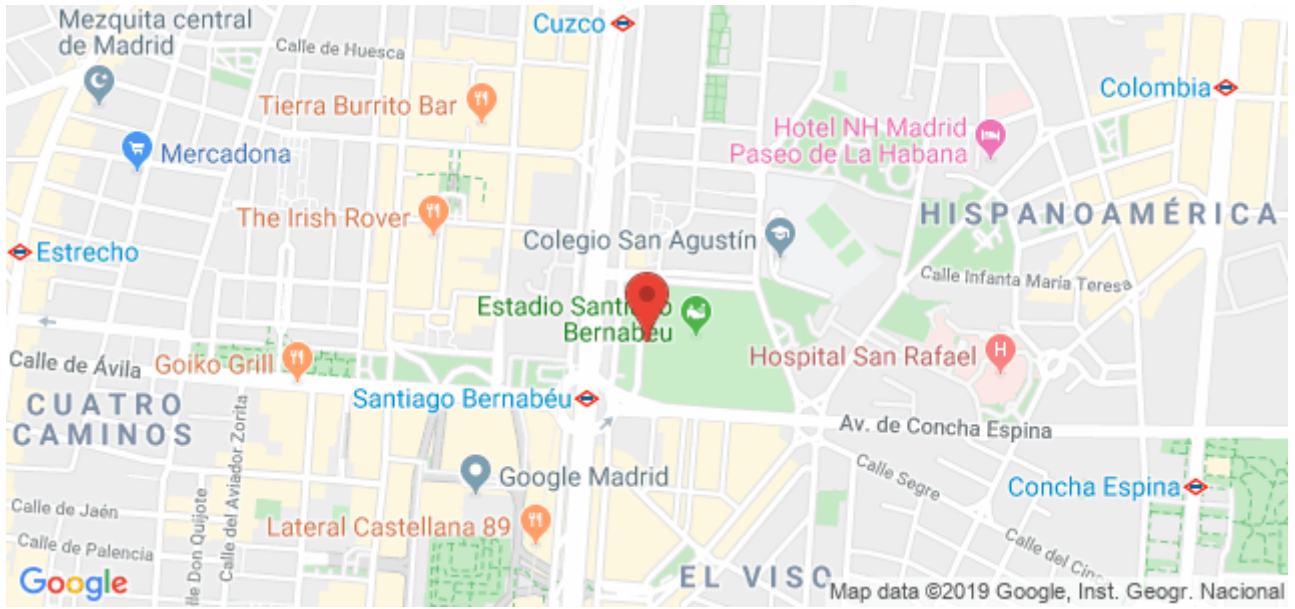 Mezquita central
de Madrid
Cuzco
Calle de Huesca
Colombia
Tierra Burrito Bar
Hotel NH Madrid
Paseo de La Habana
Mercadona
The Irish Rover
HISPANOAMÉRICA
Colegio San Agustín
Estrecho
Calle Infanta María Teresa
Estadio Santi
o
Bernabéu
Hospital San Rafael
Calle de Ávila
Goiko Grill
Santiago Bernabéu
CUATRO
CAMINOS
Calle del Aviador Zorita
Av. de Concha Espina
Google Madrid
Calle Segre
Concha Espina
Calle de Jaén
Lateral Castellana 89
Calle de Palencia
lle Don Quijote
Calle del Cinc
EL VISO
Google
Map data ©2019 Google, Inst. Geogr. Nacional